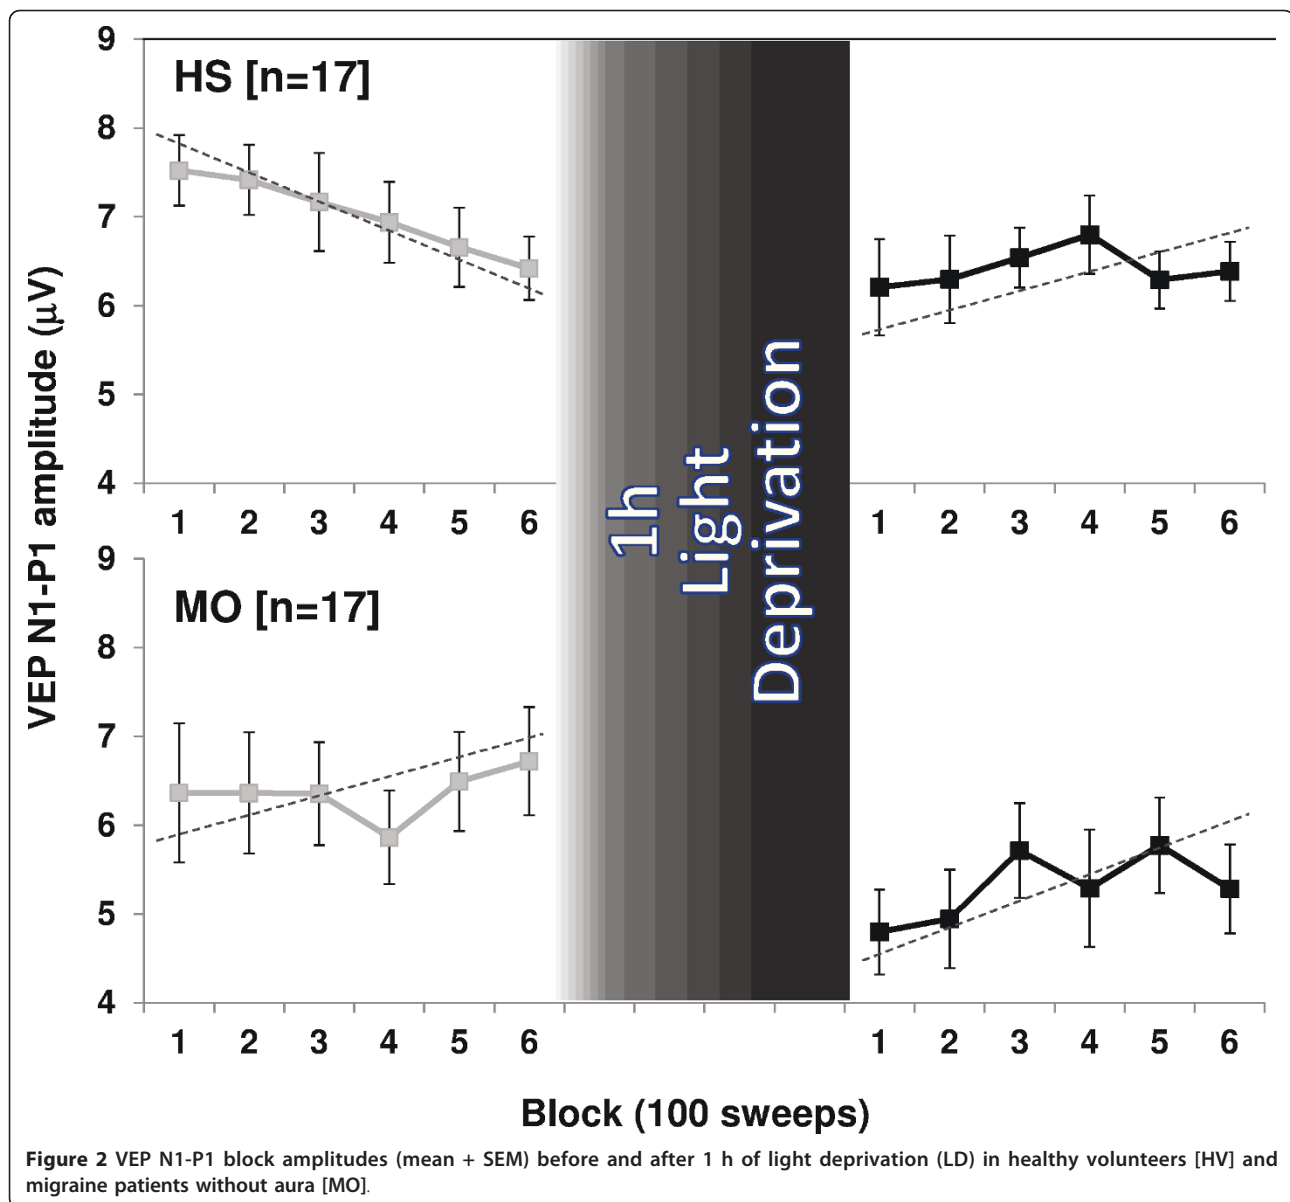 9
HS [n=17]
8
7
6
5
4
1 2 3 4 5 6
1 2 3 4 5 6
VEP N1-P1 amplitude (µV)
1h
Light
Deprivation
9
MO [n=17]
8
7
6
5
4
1 2 3 4 5 6
1 2 3 4 5 6
Block (100 sweeps)
Figure 2 VEP N1-P1 block amplitudes (mean + SEM) before and after 1 h of light deprivation (LD) in healthy volunteers [HV] and
migraine patients without aura [MO].